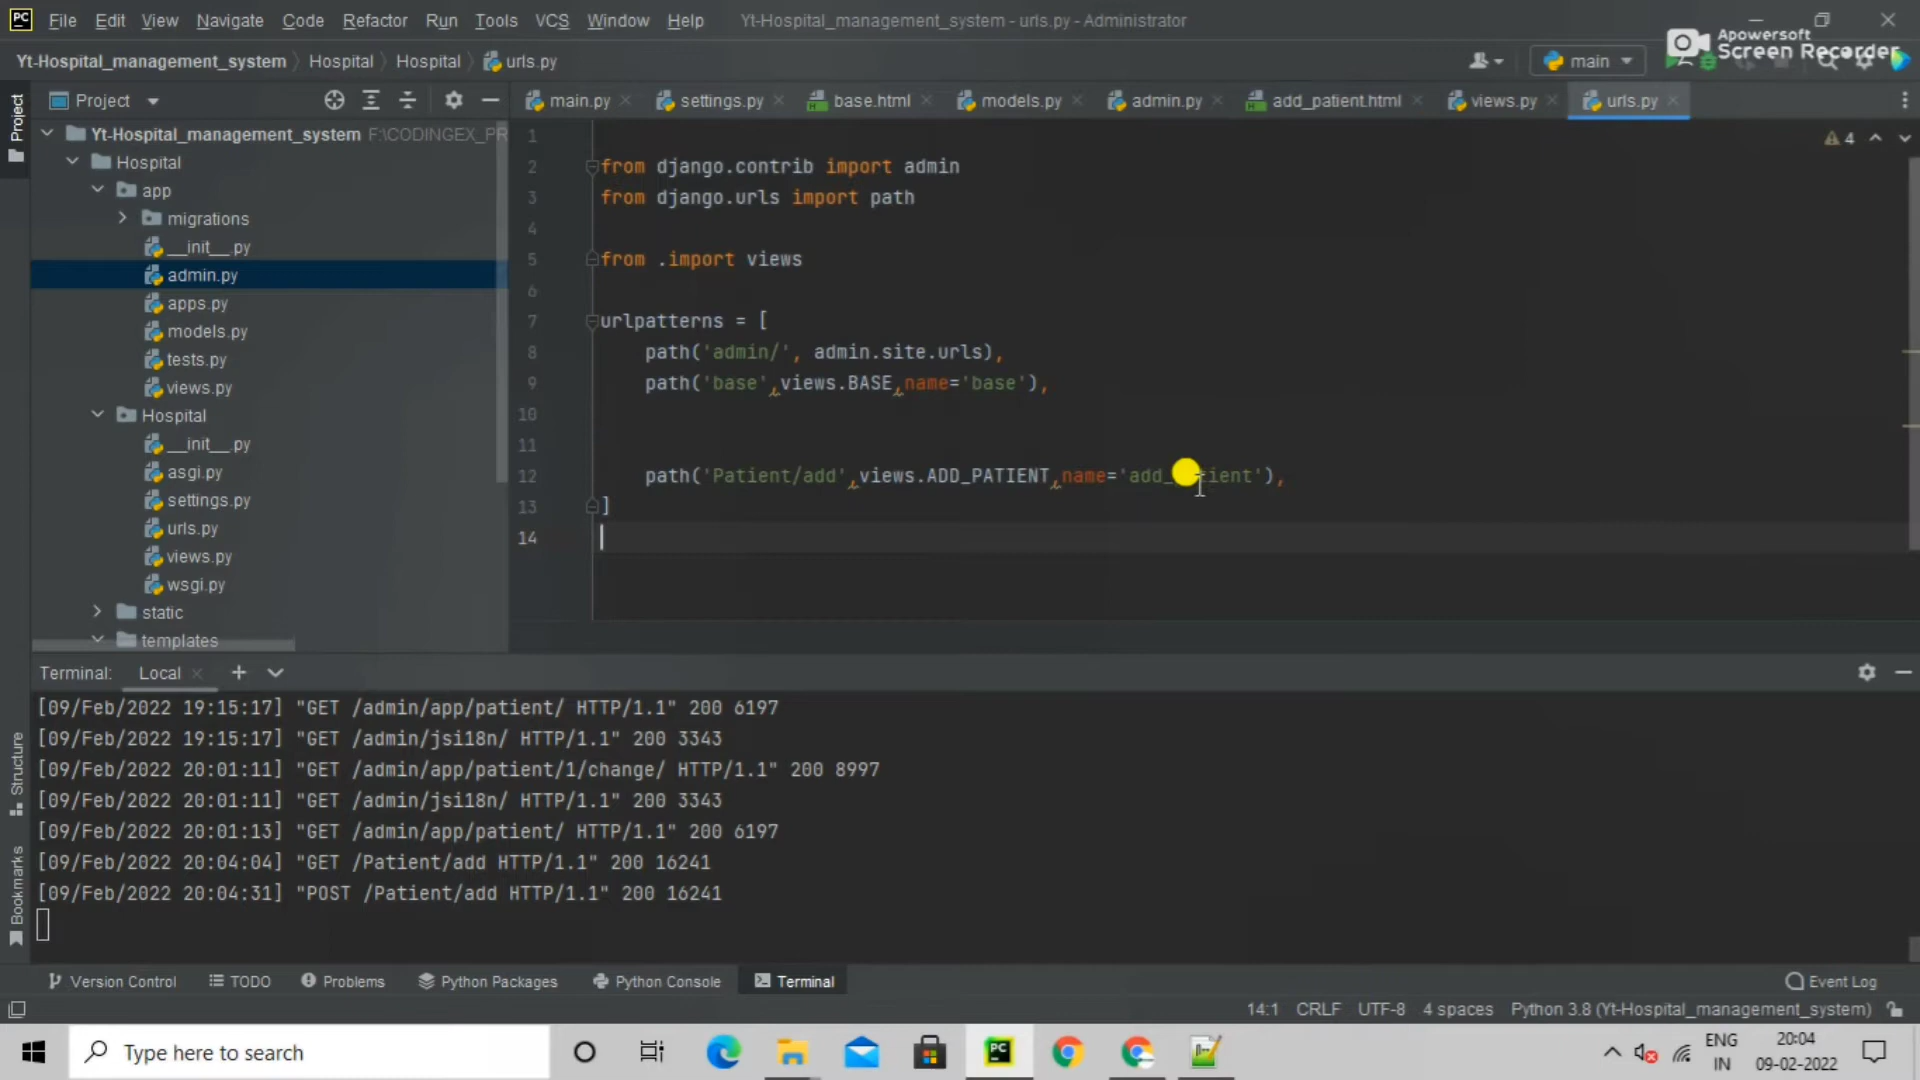 PC File Edit View Navigate Code Refactor Run Tools VCS Window Help Yt-Hospital_management_system - urls.py - Administrator
Apowersoft
Screen Recorder
Yt-Hospital_management_system Hospital Hospital urls.py main
Project
main.py settings.py base.html models.py admin.py add_patient.html views.py urls.py
Project
Yt-Hospital_management_system F:\CODINGEX_PR
Hospital
app
migrations
__init__.py
admin.py
apps.py
models.py
tests.py
views.py
Hospital
__init__.py
asgi.py
settings.py
urls.py
views.py
wsgi.py
static
templates
4
1
2 from django.contrib import admin
3 from django.urls import path
4
5 from .import views
6
7 urlpatterns = [
8 path('admin/', admin.site.urls),
9 path('base',views.BASE,name='base'),
10
11
12 path('Patient/add',views.ADD_PATIENT,name='add_ tient'),
13 ]
14
Terminal: Local
[09/Feb/2022 19:15:17] "GET /admin/app/patient/ HTTP/1.1" 200 6197
[09/Feb/2022 19:15:17] "GET /admin/jsi18n/ HTTP/1.1" 200 3343
[09/Feb/2022 20:01:11] "GET /admin/app/patient/1/change/ HTTP/1.1" 200 8997
[09/Feb/2022 20:01:11] "GET /admin/jsi18n/ HTTP/1.1" 200 3343
[09/Feb/2022 20:01:13] "GET /admin/app/patient/ HTTP/1.1" 200 6197
[09/Feb/2022 20:04:04] "GET /Patient/add HTTP/1.1" 200 16241
[09/Feb/2022 20:04:31] "POST /Patient/add HTTP/1.1" 200 16241
Structure
Bookmarks
Version Control TODO Problems Python Packages Python Console Terminal Event Log
14:1 CRLF UTF-8 4 spaces Python 3.8 (Yt-Hospital_management_system)
Type here to search
PC
ENG
IN
20:04
09-02-2022